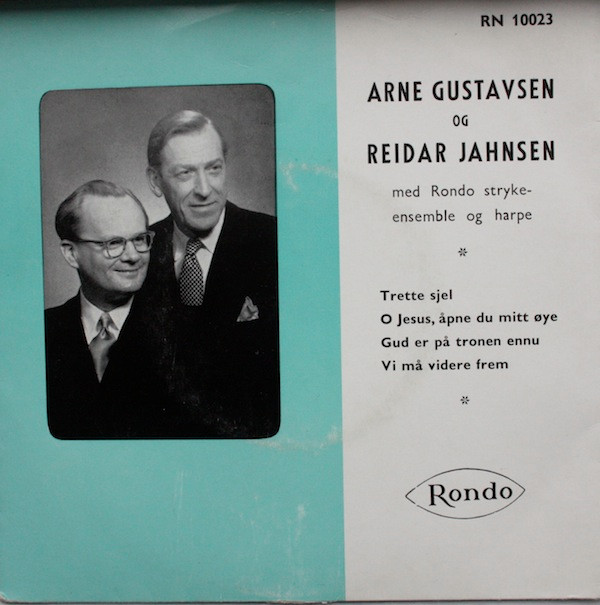 RN 10023
ARNE GUSTAVSEN
OG
REIDAR JAHNSEN
med Rondo stryke-
ensemble og harpe
*
Trette sjel
O Jesus, åpne du mitt øye
Gud er på tronen ennu
Vi må videre frem
*
Rondo